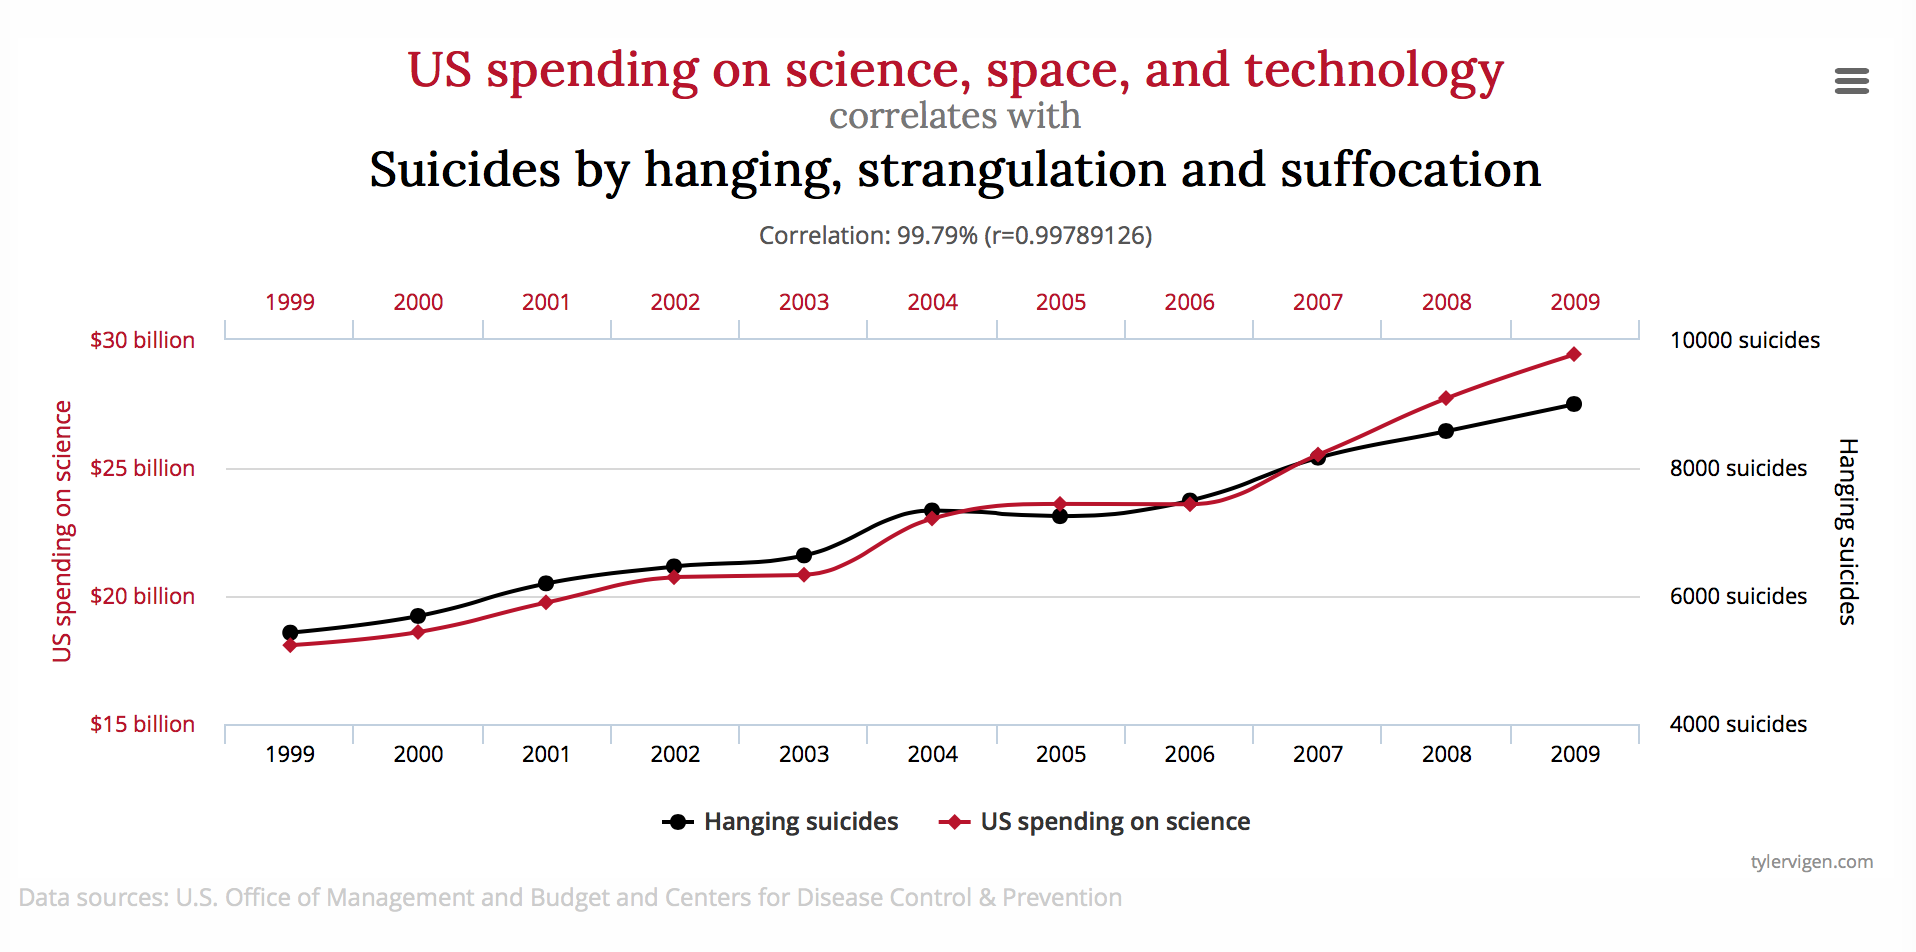 US spending on science, space, and technology
correlates with
Suicides by hanging, strangulation and suffocation
Correlation: 99.79% (r=0.99789126)
1999 2000 2001 2002 2003 2004 2005 2006 2007 2008 2009
$30 billion
$25 billion
$20 billion
$15 billion
US spending on science
10000 suicides
8000 suicides
6000 suicides
4000 suicides
Hanging suicides
1999 2000 2001 2002 2003 2004 2005 2006 2007 2008 2009
Hanging suicides US spending on science
tylervigen.com
Data sources: U.S. Office of Management and Budget and Centers for Disease Control & Prevention